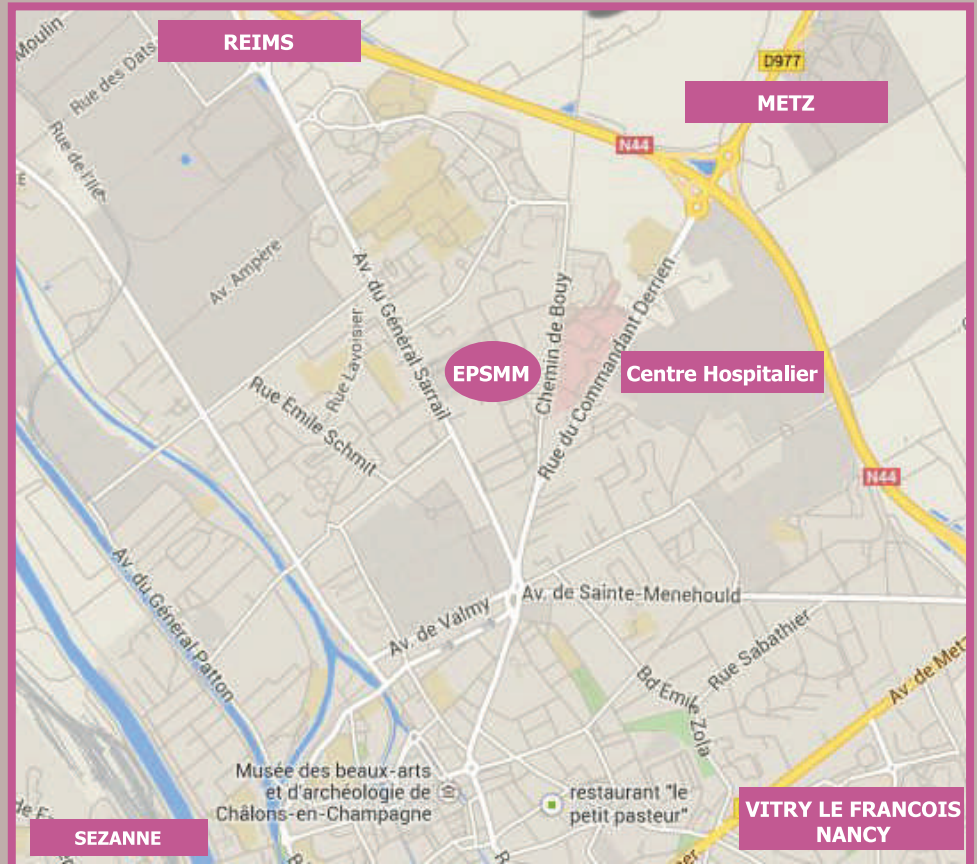 Moulin
REIMS
Rue des Dats
D977
METZ
N44
Rue de l'Ile
Av. Ampère
Av. du Général Sarrail
Chemin de Bouy
Rue du Commandant Derrien
Rue Lavoisier
EPSMM
Centre Hospitalier
Rue Emile Schmit
N44
Av. du Général Patton
Av. de Valmy
Av. de Sainte-Menehould
Rue Sabathier
Bd Emile Zola
Av. de Metz
Musée des beaux-arts
et d'archéologie de
Châlons-en-Champagne
restaurant "le
petit pasteur"
VITRY LE FRANCOIS
NANCY
SEZANNE